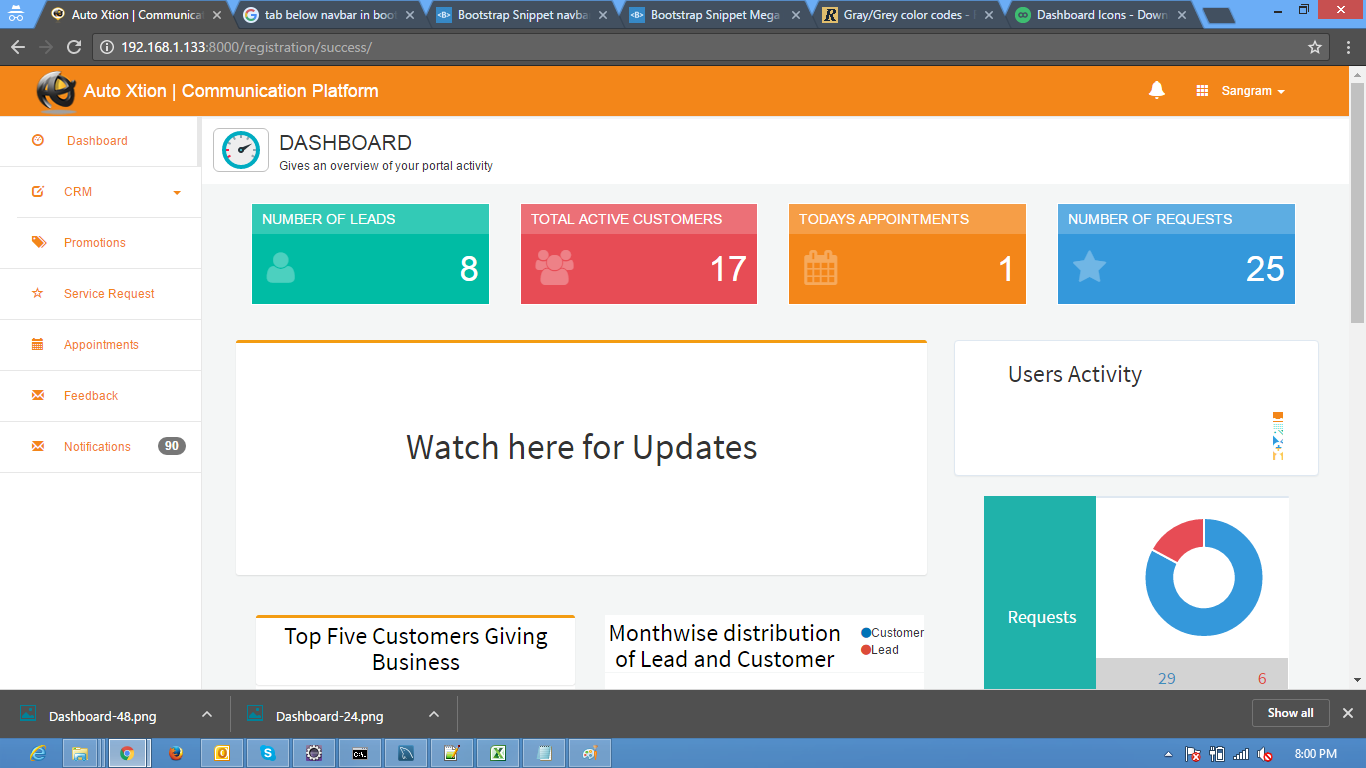 Auto Xtion | Communicat
tab below navbar in boot
Bootstrap Snippet navba
Bootstrap Snippet Mega
Gray/Grey color codes -
Dashboard Icons - Down
192.168.1.133:8000/registration/success/
Auto Xtion | Communication Platform
Sangram
Dashboard
CRM
Promotions
Service Request
Appointments
Feedback
Notifications 90
DASHBOARD
Gives an overview of your portal activity
NUMBER OF LEADS
8
TOTAL ACTIVE CUSTOMERS
17
TODAYS APPOINTMENTS
1
NUMBER OF REQUESTS
25
Watch here for Updates
Users Activity
Top Five Customers Giving
Business
Monthwise distribution
of Lead and Customer
Customer
Lead
Requests
29 6
Dashboard-48.png
Dashboard-24.png
Show all
8:00 PM